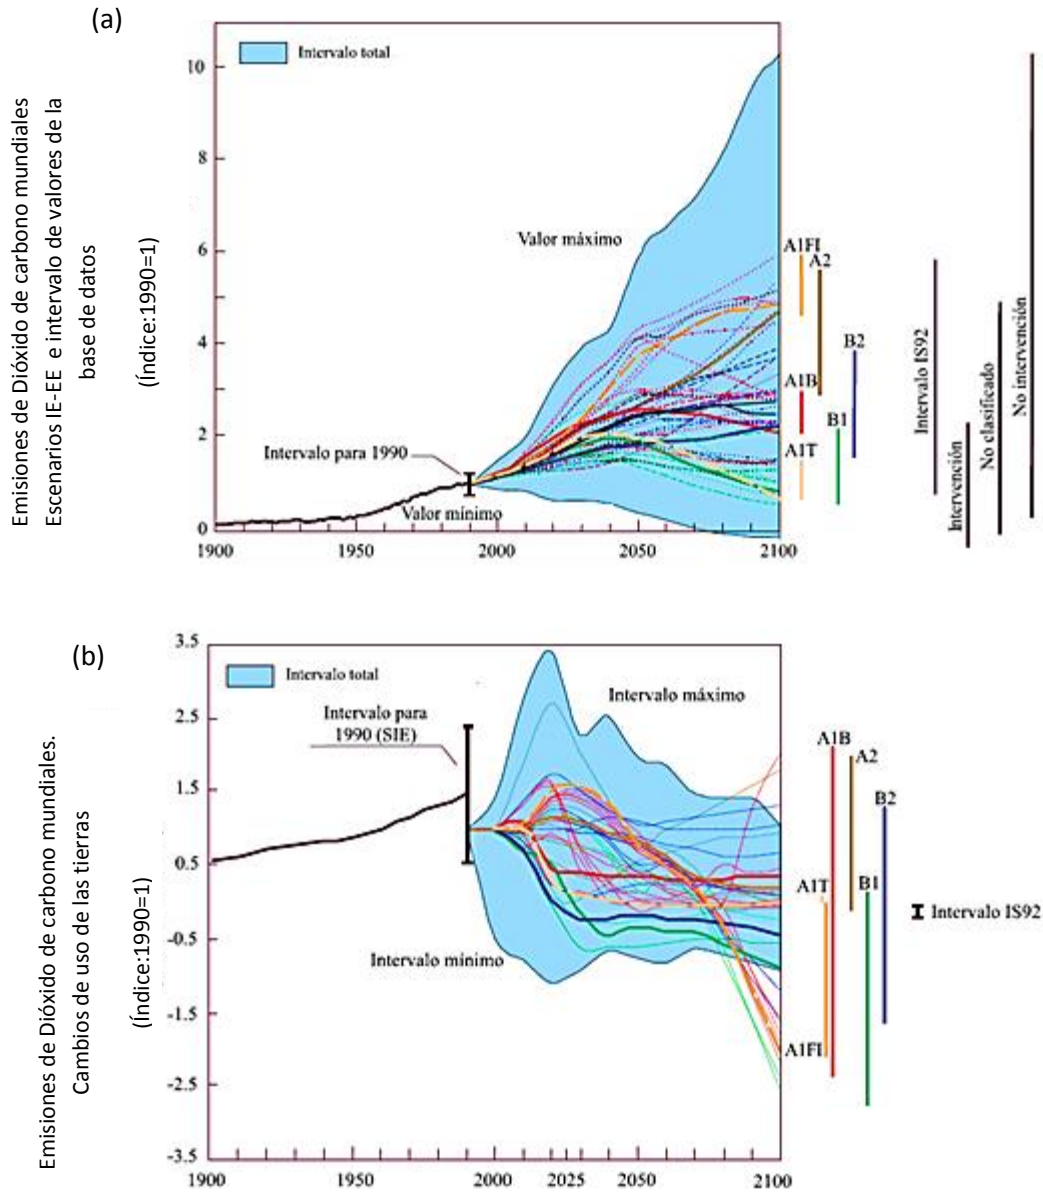 (a)
Emisiones de Dióxido de carbono mundiales
Escenarios IE-EE e intervalo de valores de la
base de datos
(Índice:1990=1)
Intervalo total
10
8
6
4
2
0
Valor máximo
Intervalo para 1990
Valor mínimo
1900
1950
2000
2050
2100
A1FI
A2
B2
A1B
B1
A1T
Intervalo IS92
Intervención
No clasificado
No intervención
(b)
Emisiones de Dióxido de carbono mundiales.
Cambios de uso de las tierras
(Índice:1990=1)
3.5
2.5
1.5
0.5
-0.5
-1.5
-2.5
-3.5
Intervalo total
Intervalo para
1990 (SIE)
Intervalo máximo
Intervalo mínimo
1900
1950
2000
2025
2050
2100
A1B
A2
B2
A1T
B1
A1FI
Intervalo IS92